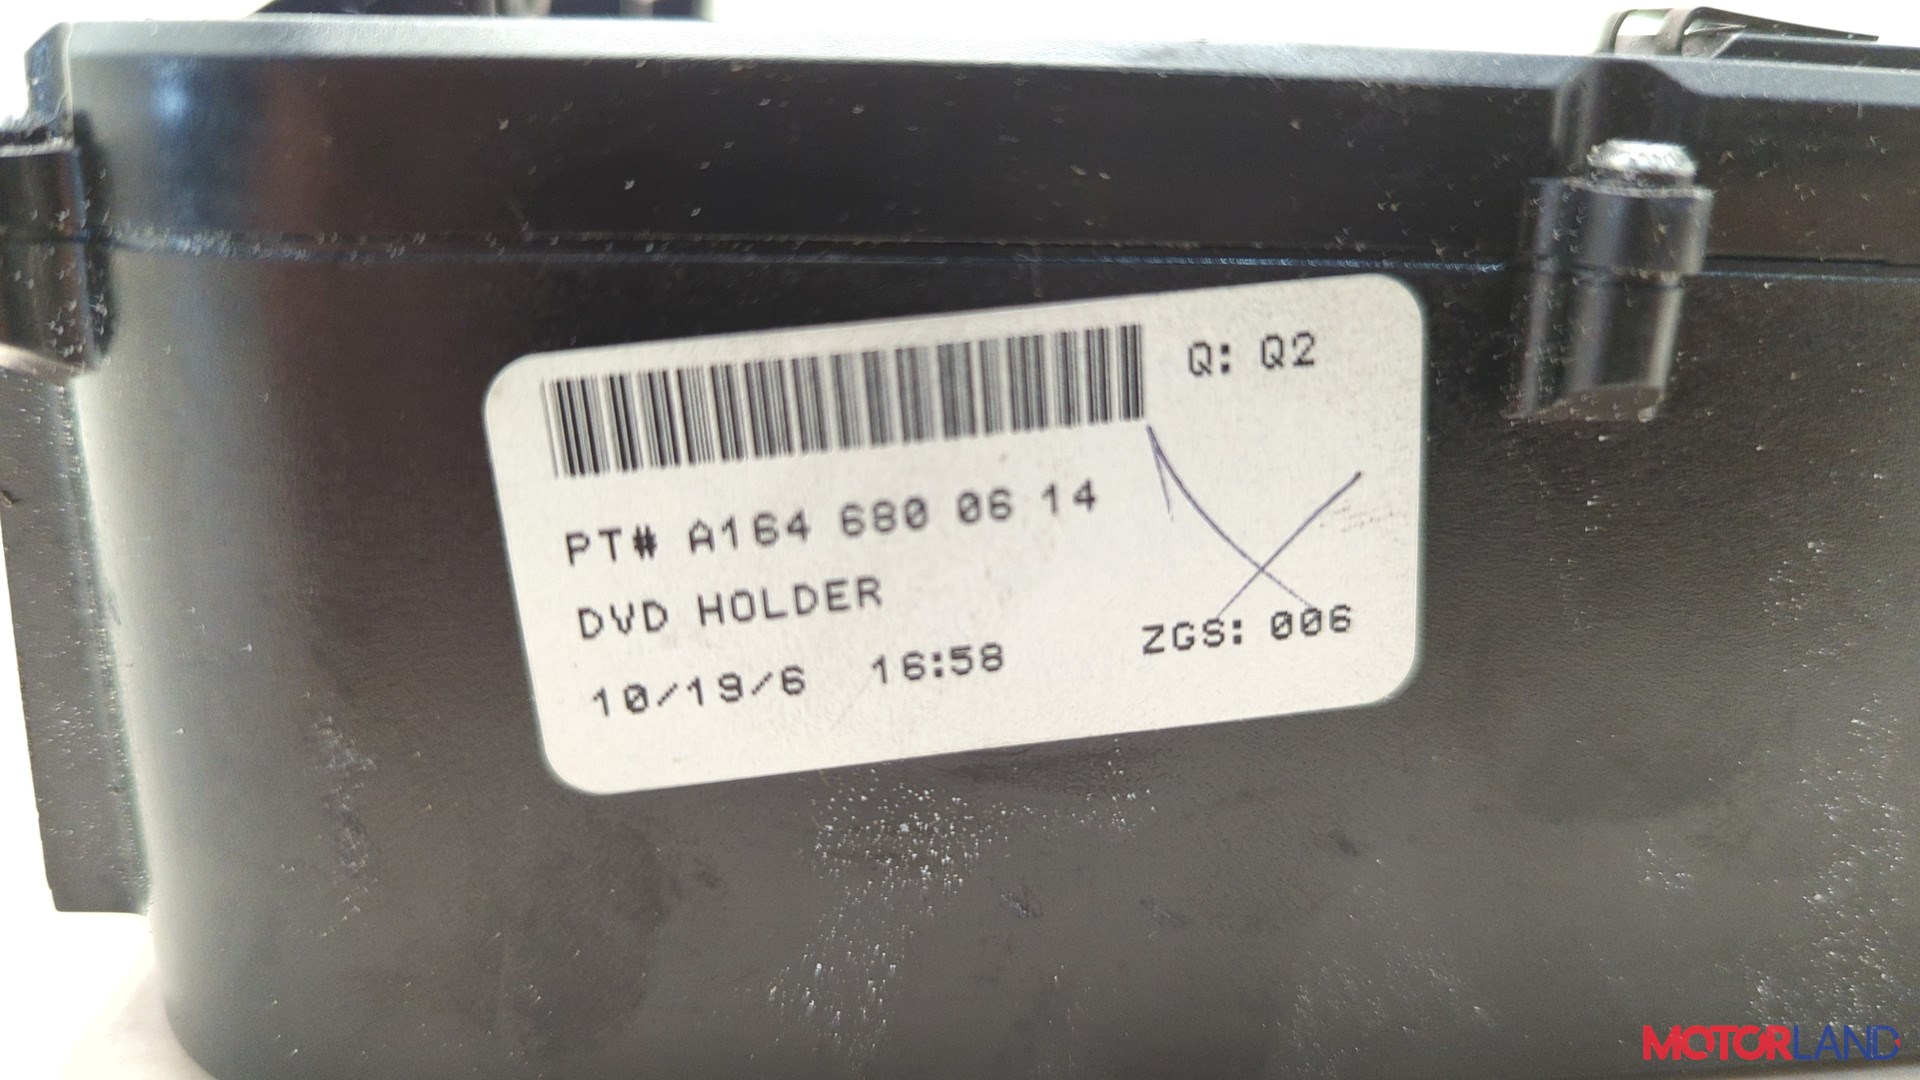 Q: Q2
PT# A164 680 06 14
DVD HOLDER
ZGS: 006
10/19/6 16:58
MOTORLAND